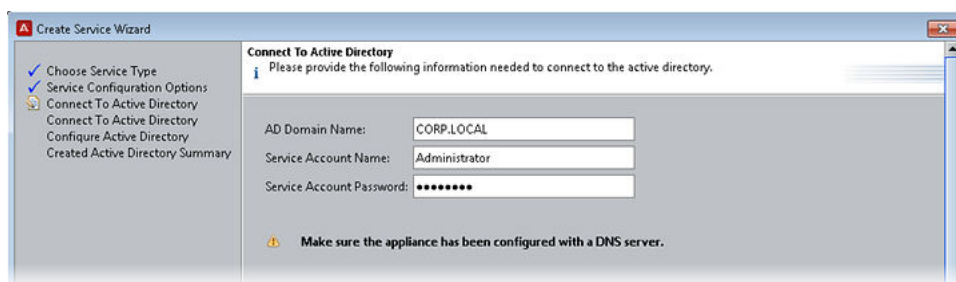 Create Service Wizard
Choose Service Type
Service Configuration Options
Connect To Active Directory
Connect To Active Directory
Configure Active Directory
Created Active Directory Summary
Connect To Active Directory
Please provide the following information needed to connect to the active directory.
AD Domain Name: CORP.LOCAL
Service Account Name: Administrator
Service Account Password: ••••••••
Make sure the appliance has been configured with a DNS server.